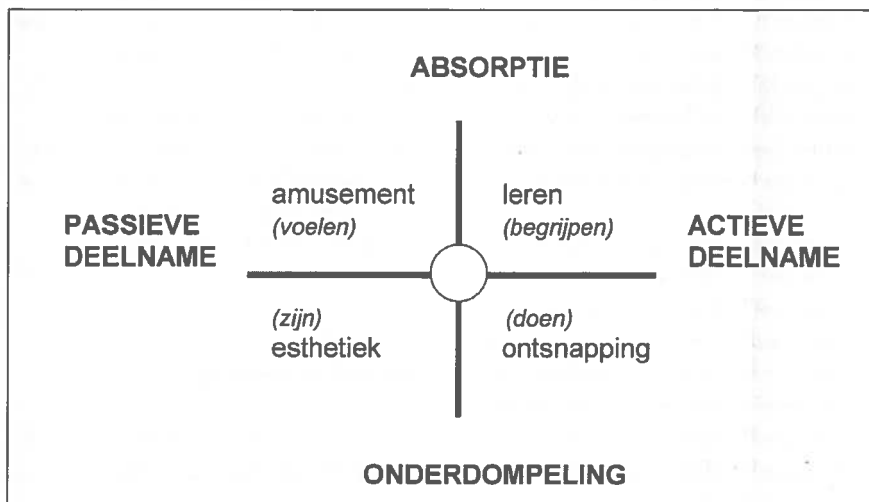 ABSORPTIE
amusement
(voelen)
leren
(begrijpen)
PASSIEVE
DEELNAME
ACTIEVE
DEELNAME
(zijn)
esthetiek
(doen)
ontsnapping
ONDERDOMPELING